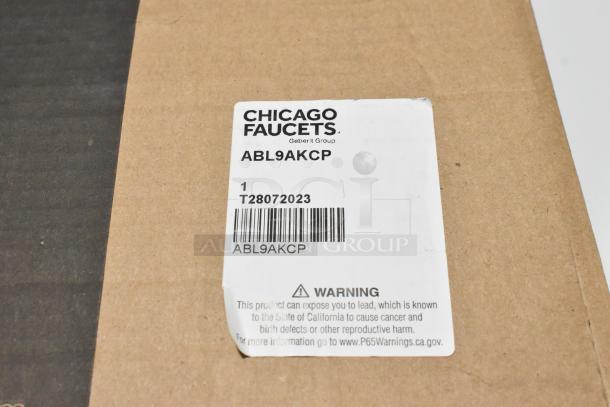 CHICAGO
FAUCETS.
Geberit Group
ABL9AKCP
1
T28072023
ABL9AKCP
⚠ WARNING
This product can expose you to lead, which is known
to the State of California to cause cancer and
birth defects or other reproductive harm.
For more information go to www.P65Warnings.ca.gov.
GROUP